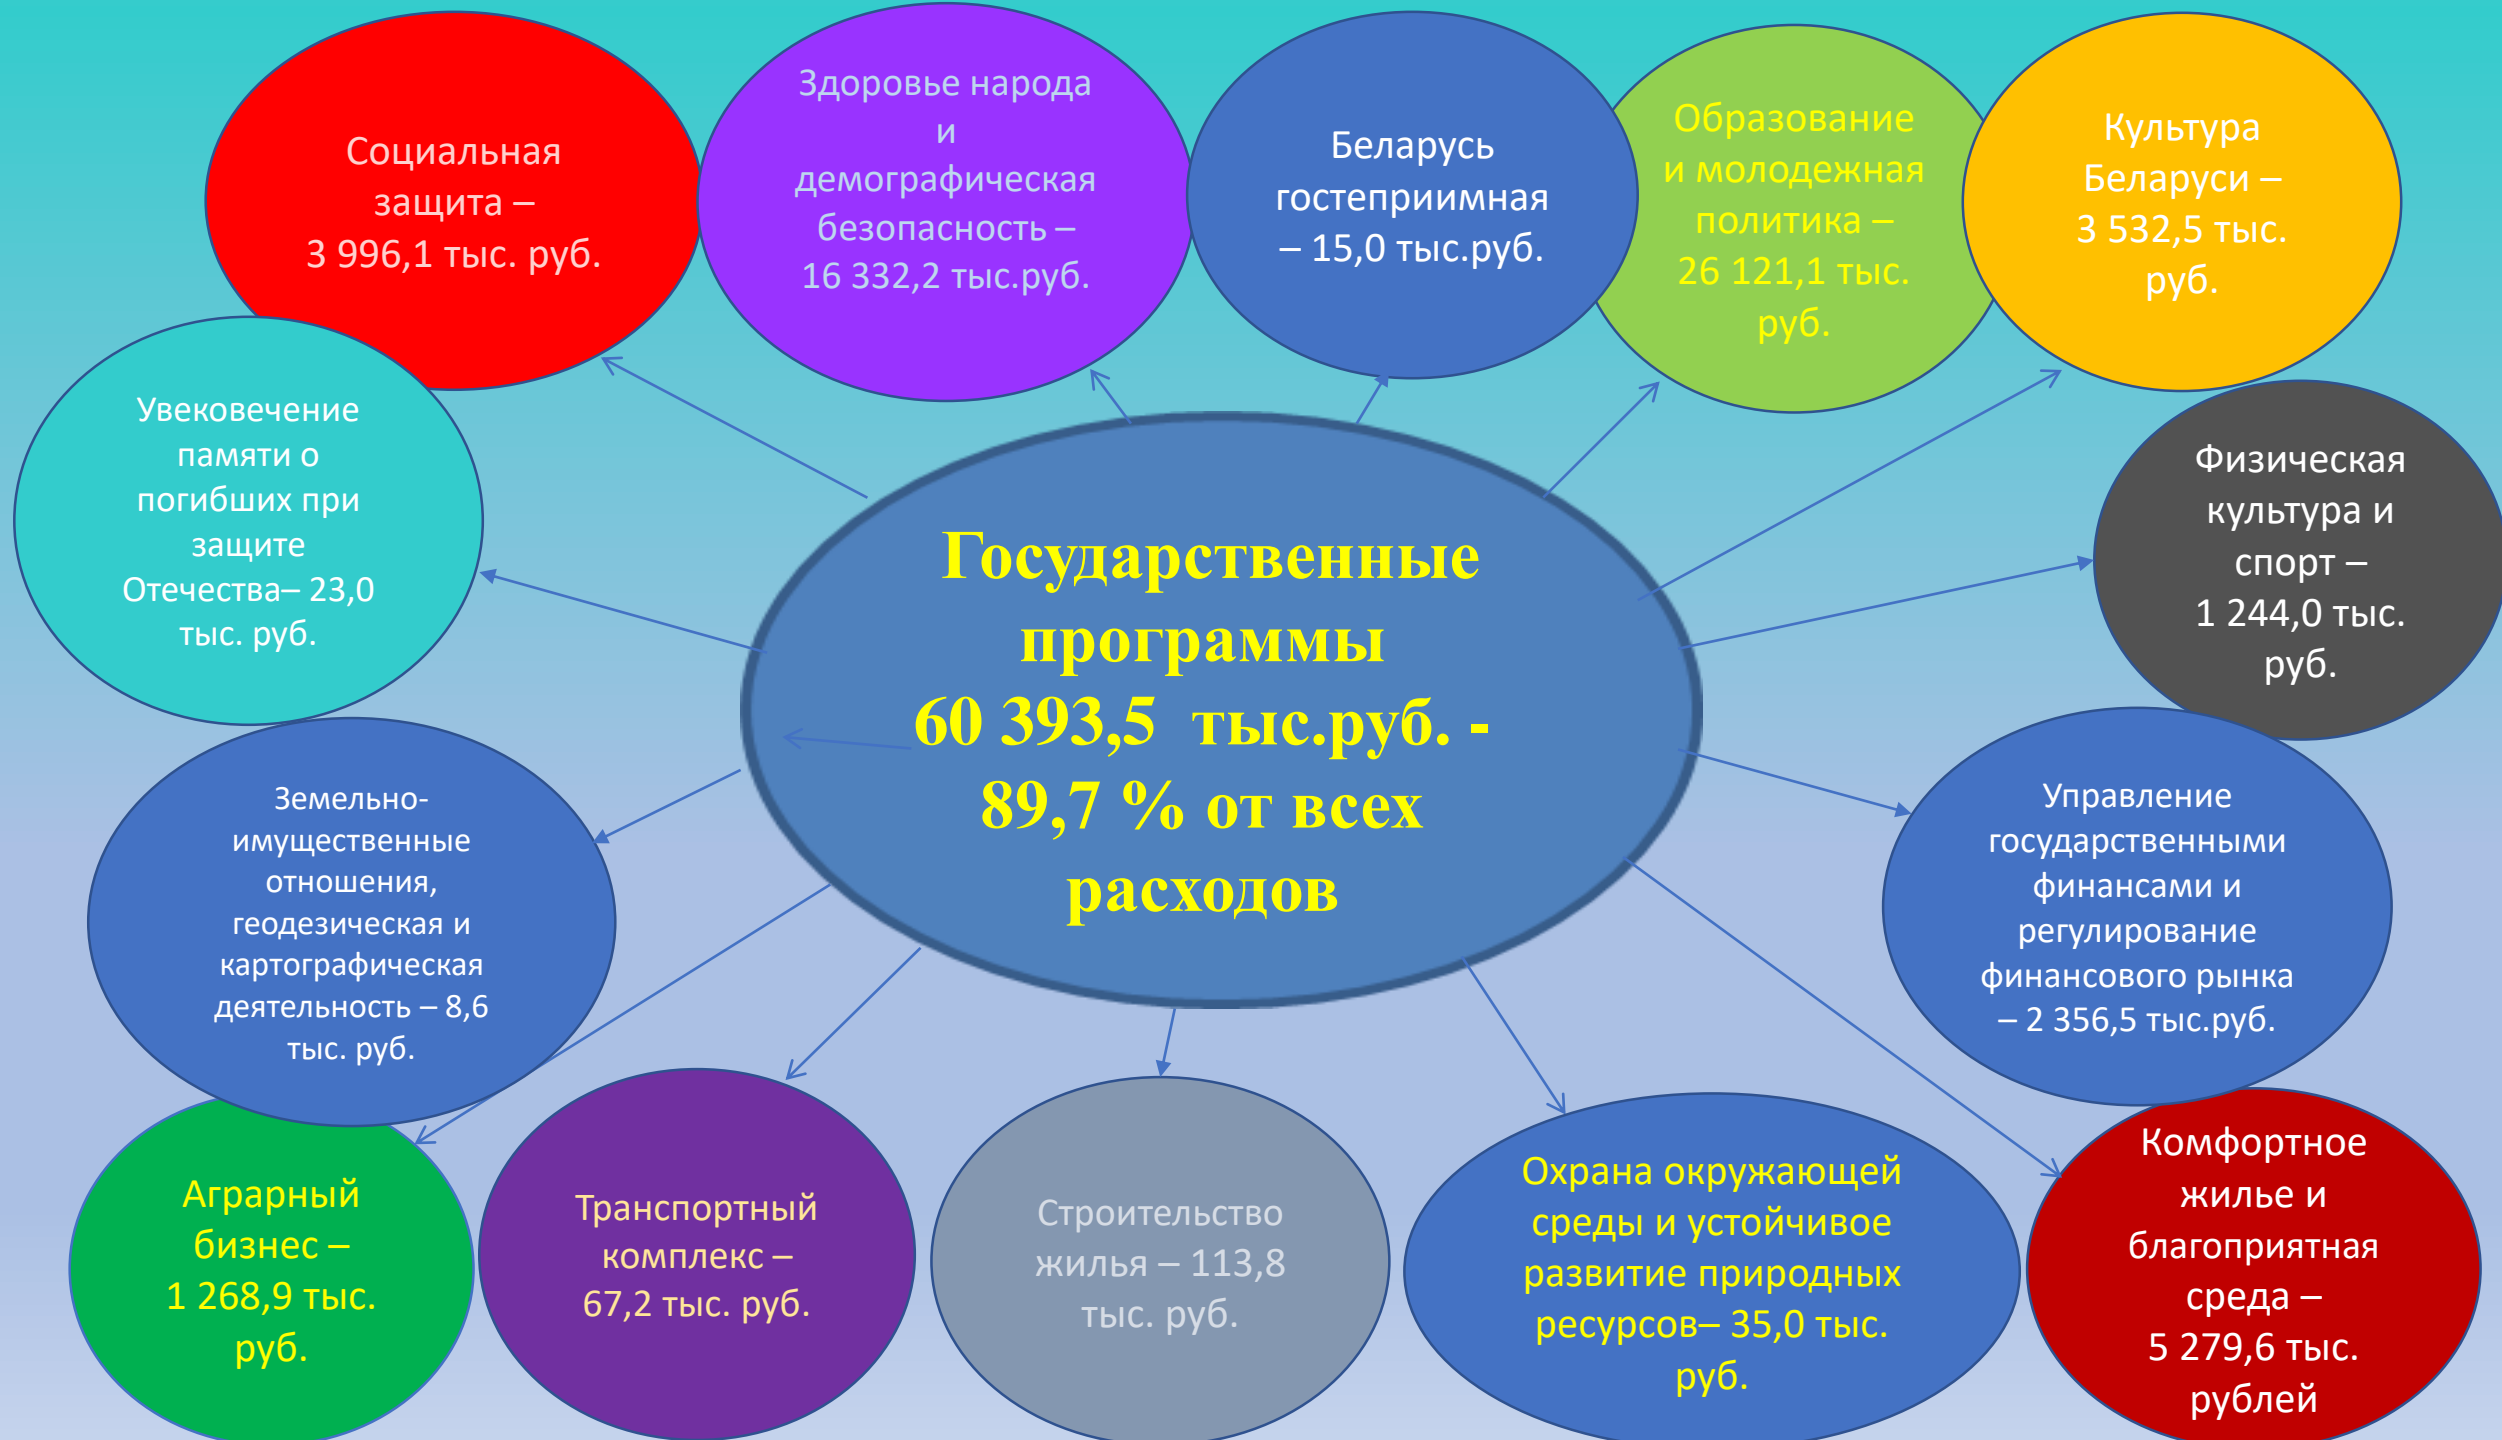 Социальная
защита –
3 996,1 тыс. руб.
Здоровье народа
и
демографическая
безопасность –
16 332,2 тыс.руб.
Беларусь
гостеприимная
– 15,0 тыс.руб.
Образование
и молодежная
политика –
26 121,1 тыс.
руб.
Культура
Беларуси –
3 532,5 тыс.
руб.
Увековечение
памяти о
погибших при
защите
Отечества– 23,0
тыс. руб.
Государственные
программы
60 393,5 тыс.руб. -
89,7 % от всех
расходов
Физическая
культура и
спорт –
1 244,0 тыс.
руб.
Земельно-
имущественные
отношения,
геодезическая и
картографическая
деятельность – 8,6
тыс. руб.
Управление
государственными
финансами и
регулирование
финансового рынка
– 2 356,5 тыс.руб.
Аграрный
бизнес –
1 268,9 тыс.
руб.
Транспортный
комплекс –
67,2 тыс. руб.
Строительство
жилья – 113,8
тыс. руб.
Охрана окружающей
среды и устойчивое
развитие природных
ресурсов– 35,0 тыс.
руб.
Комфортное
жилье и
благоприятная
среда –
5 279,6 тыс.
рублей